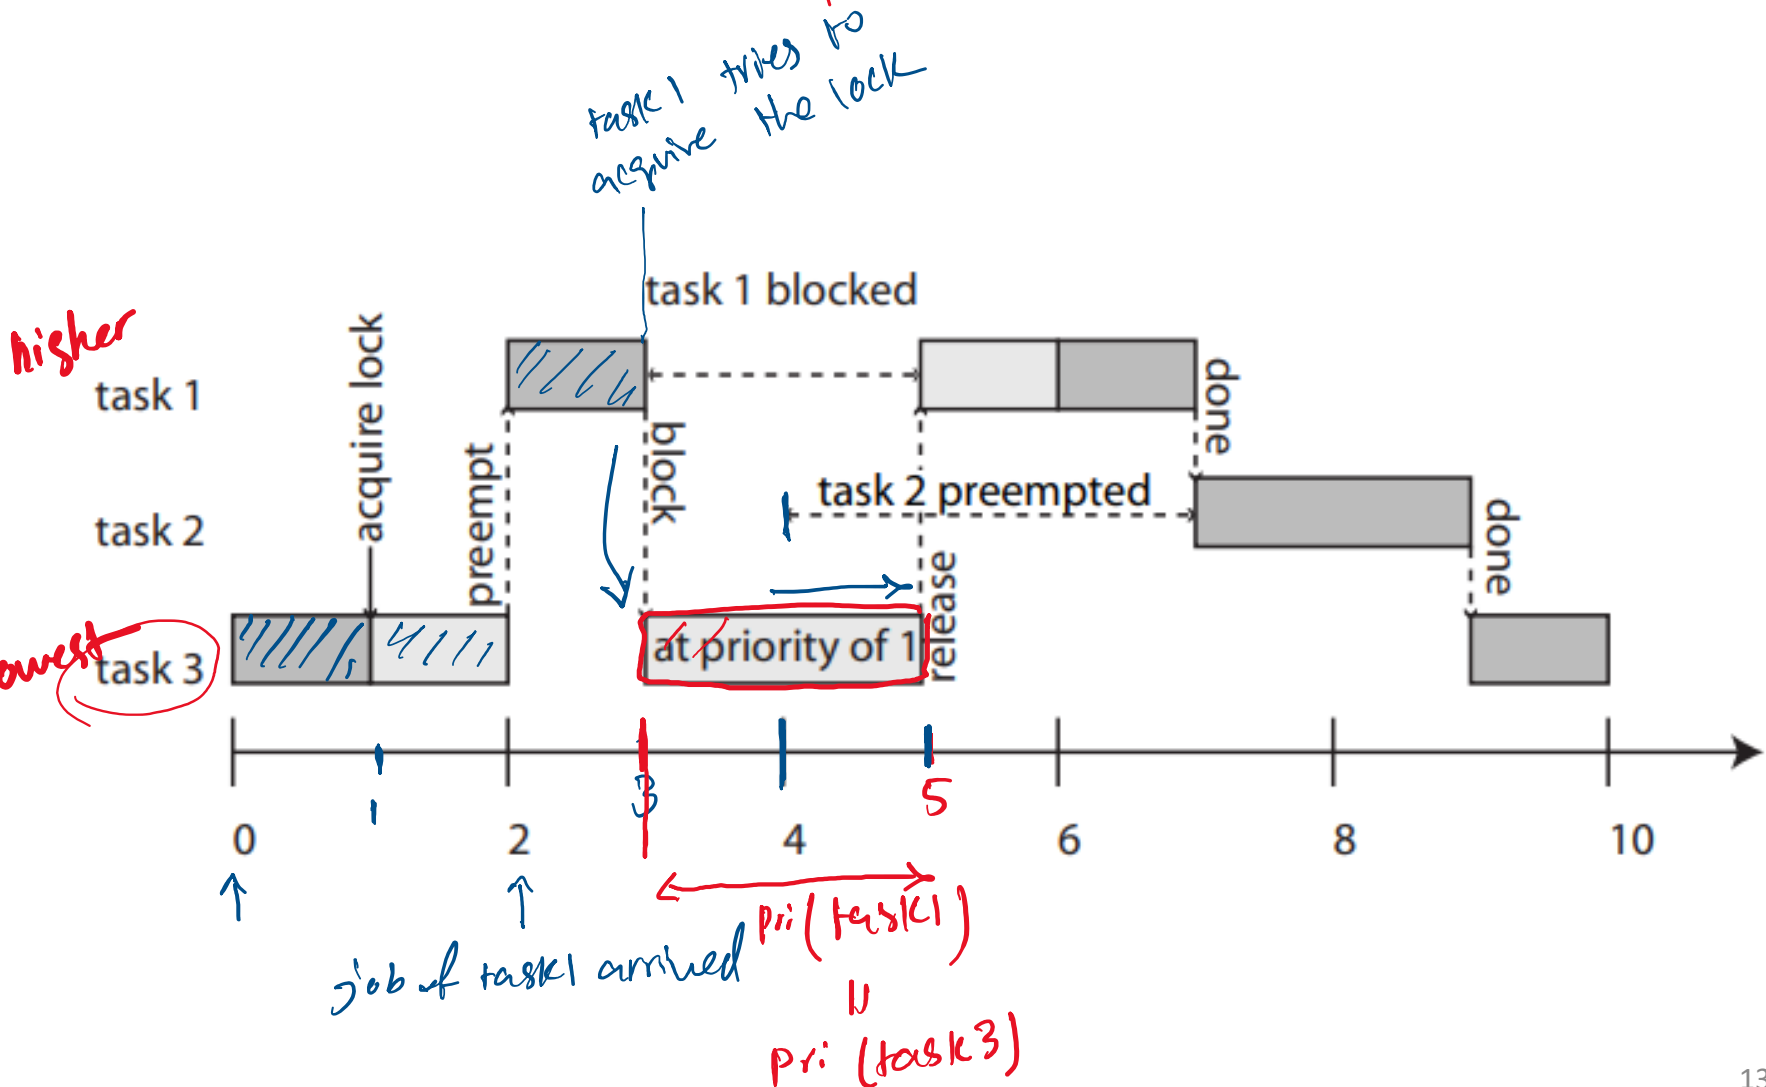 task 1 tries to
acquire the lock
task 1 blocked
higher
task 1
acquire lock
preempt
block
done
task 2 preempted
task 2
done
owest
task 3
at priority of 1
release
1
3
5
0
2
4
6
8
10
pri (task1)
job of task1 arrived
=
pri (task3)
13